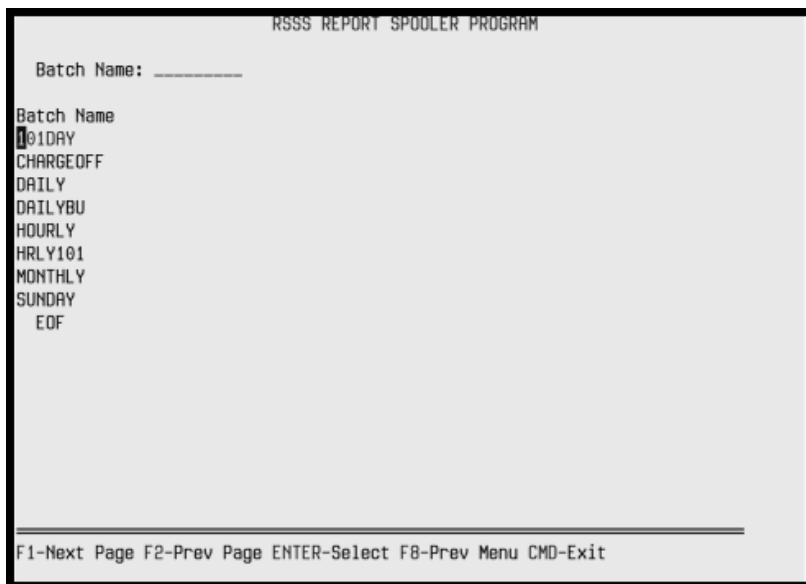 RSSS REPORT SPOOLER PROGRAM
Batch Name: _________
Batch Name
101DAY
CHARGEOFF
DAILY
DAILYBU
HOURLY
HRLY101
MONTHLY
SUNDAY
EOF
F1-Next Page F2-Prev Page ENTER-Select F8-Prev Menu CMD-Exit